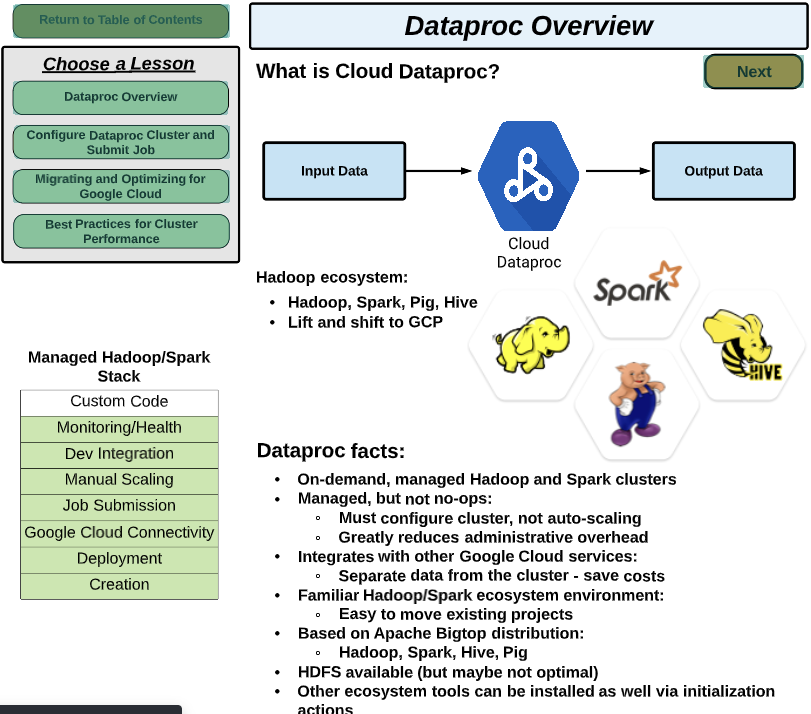 Return to Table of Contents
Choose a Lesson
Dataproc Overview
Configure Dataproc Cluster and
Submit Job
Migrating and Optimizing for
Google Cloud
Best Practices for Cluster
Performance
Managed Hadoop/Spark
Stack
Custom Code
Monitoring/Health
Dev Integration
Manual Scaling
Job Submission
Google Cloud Connectivity
Deployment
Creation
Dataproc Overview
What is Cloud Dataproc?
Next
Input Data
Cloud
Dataproc
Output Data
Hadoop ecosystem:
• Hadoop, Spark, Pig, Hive
• Lift and shift to GCP
Spark
HIVE
Dataproc facts:
• On-demand, managed Hadoop and Spark clusters
• Managed, but not no-ops:
◦ Must configure cluster, not auto-scaling
◦ Greatly reduces administrative overhead
• Integrates with other Google Cloud services:
◦ Separate data from the cluster - save costs
• Familiar Hadoop/Spark ecosystem environment:
◦ Easy to move existing projects
• Based on Apache Bigtop distribution:
◦ Hadoop, Spark, Hive, Pig
• HDFS available (but maybe not optimal)
• Other ecosystem tools can be installed as well via initialization
actions